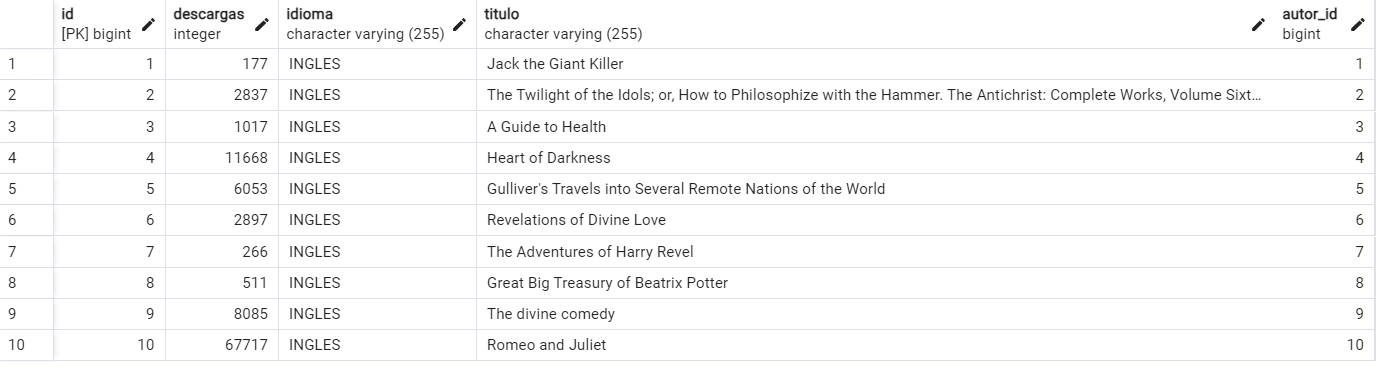 id descargas idioma titulo autor_id
[PK] bigint integer character varying (255) character varying (255) bigint
1 1 177 INGLES Jack the Giant Killer 1
2 2 2837 INGLES The Twilight of the Idols; or, How to Philosophize with the Hammer. The Antichrist: Complete Works, Volume Sixt... 2
3 3 1017 INGLES A Guide to Health 3
4 4 11668 INGLES Heart of Darkness 4
5 5 6053 INGLES Gulliver's Travels into Several Remote Nations of the World 5
6 6 2897 INGLES Revelations of Divine Love 6
7 7 266 INGLES The Adventures of Harry Revel 7
8 8 511 INGLES Great Big Treasury of Beatrix Potter 8
9 9 8085 INGLES The divine comedy 9
10 10 67717 INGLES Romeo and Juliet 10